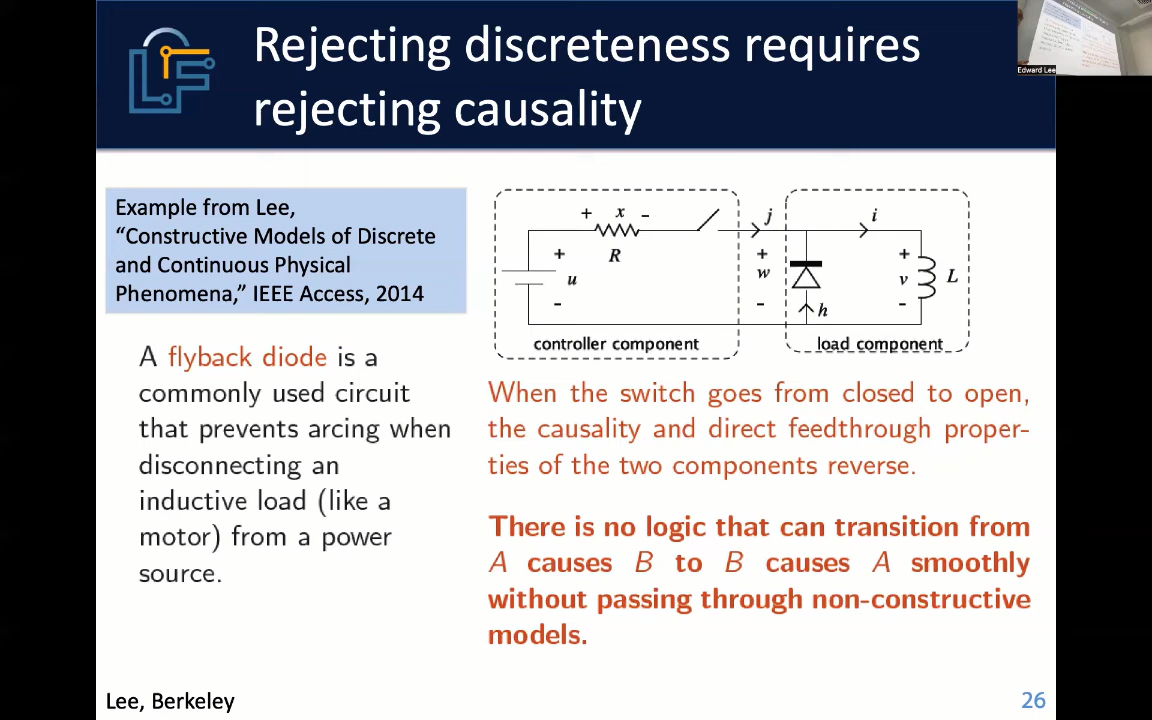 Rejecting discreteness requires
rejecting causality
Edward Lee
Example from Lee,
“Constructive Models of Discrete
and Continuous Physical
Phenomena,” IEEE Access, 2014
A flyback diode is a
commonly used circuit
that prevents arcing when
disconnecting an
inductive load (like a
motor) from a power
source.
+ x -
R
+
u
-
j
+
w
-
i
h
+
v
-
L
controller component
load component
When the switch goes from closed to open,
the causality and direct feedthrough proper-
ties of the two components reverse.
There is no logic that can transition from
A causes B to B causes A smoothly
without passing through non-constructive
models.
Lee, Berkeley
26